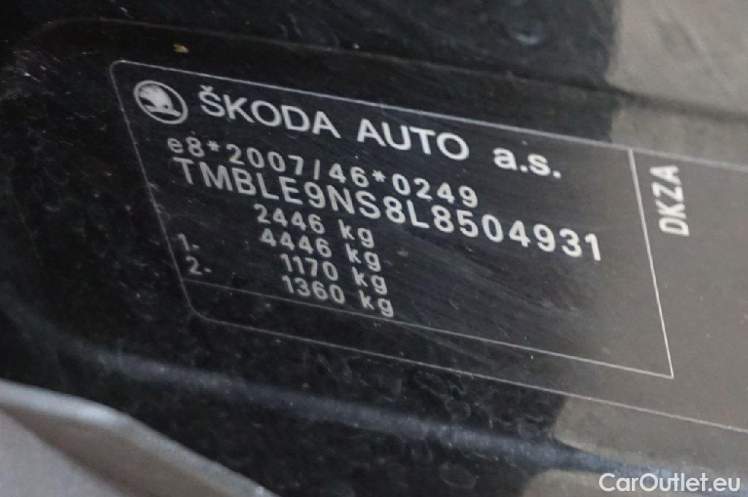 ŠKODA AUTO a.s.
e8*2007/46*0249
TMBLE9NS8L8504931
2446 kg
1- 4446 kg
2- 1170 kg
1360 kg
DKZA
CarOutlet.eu